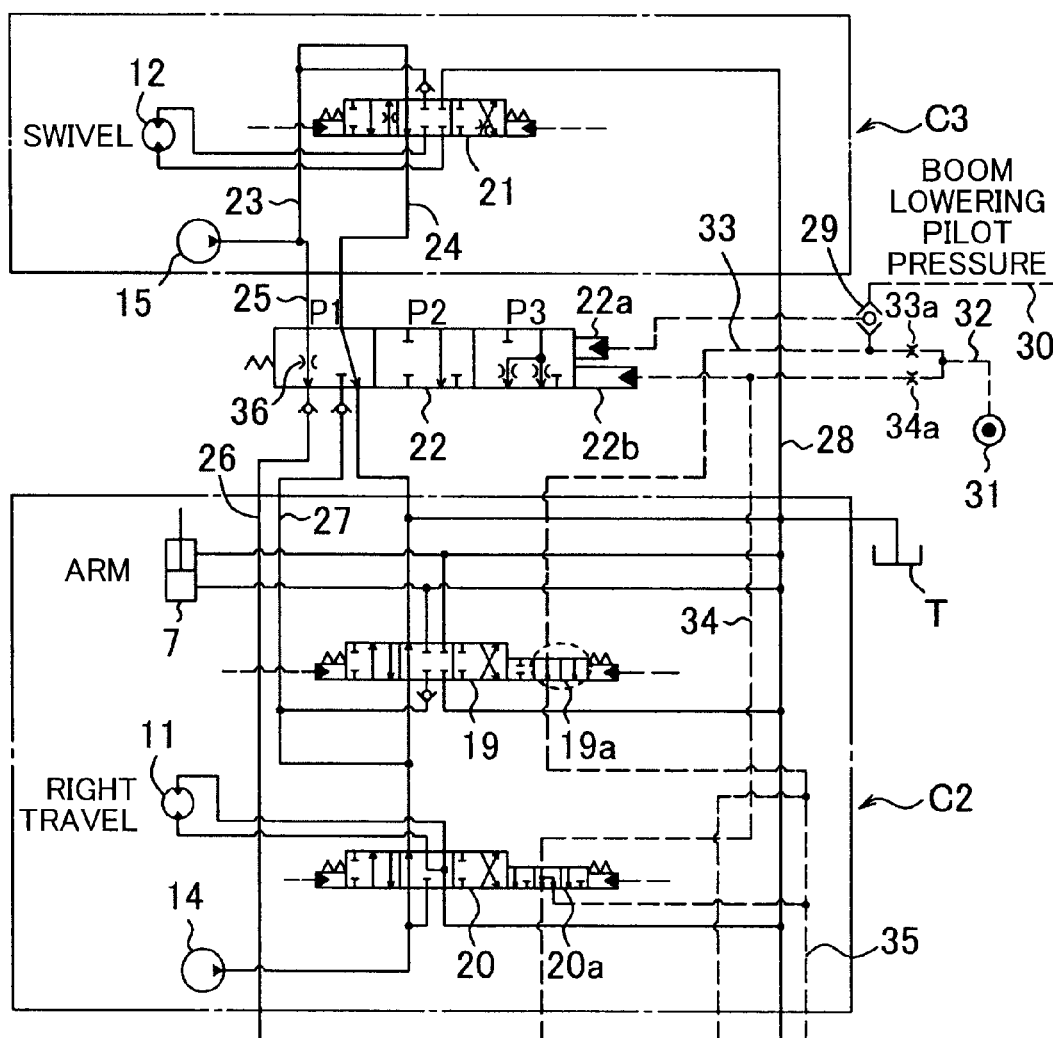 12
SWIVEL
C3
21
BOOM
LOWERING
PILOT
PRESSURE
23
24
33
29
15
25
P1
P2
P3
22a
33a
32
30
36
22
22b
34a
28
31
26
27
ARM
7
34
T
19
19a
11
RIGHT
TRAVEL
C2
14
20
20a
35